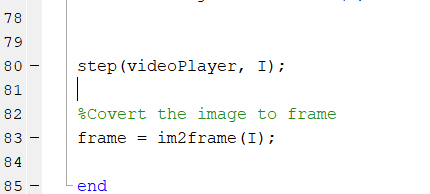 78
79
80 – step(videoPlayer, I);
81
82 %Covert the image to frame
83 – frame = im2frame(I);
84
85 – end